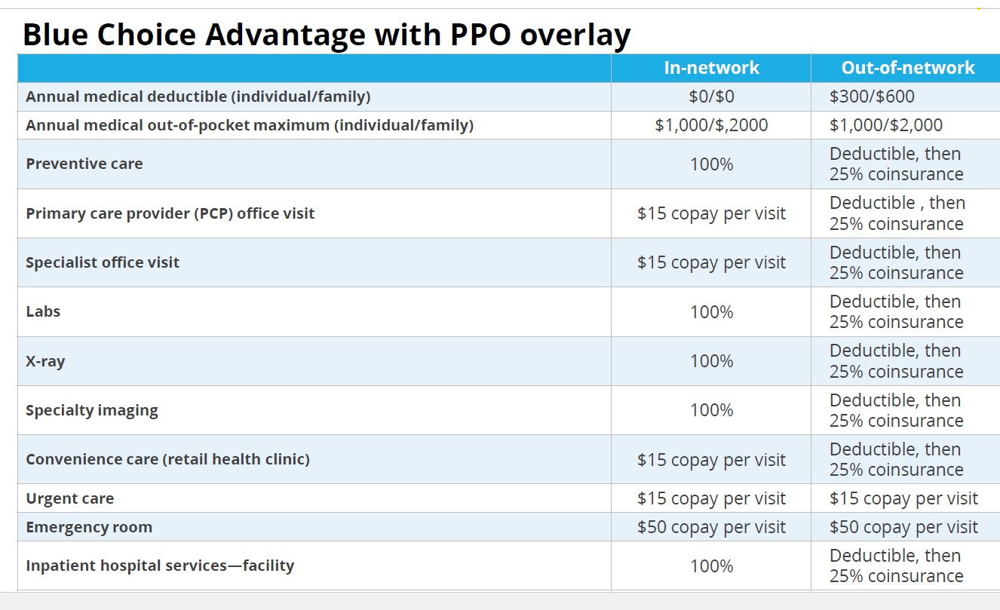 Blue Choice Advantage with PPO overlay
In-network Out-of-network
Annual medical deductible (individual/family) $0/$0 $300/$600
Annual medical out-of-pocket maximum (individual/family) $1,000/$,2000 $1,000/$2,000
Preventive care 100% Deductible, then
25% coinsurance
Primary care provider (PCP) office visit $15 copay per visit Deductible , then
25% coinsurance
Specialist office visit $15 copay per visit Deductible, then
25% coinsurance
Labs 100% Deductible, then
25% coinsurance
X-ray 100% Deductible, then
25% coinsurance
Specialty imaging 100% Deductible, then
25% coinsurance
Convenience care (retail health clinic) $15 copay per visit Deductible, then
25% coinsurance
Urgent care $15 copay per visit $15 copay per visit
Emergency room $50 copay per visit $50 copay per visit
Inpatient hospital services—facility 100% Deductible, then
25% coinsurance